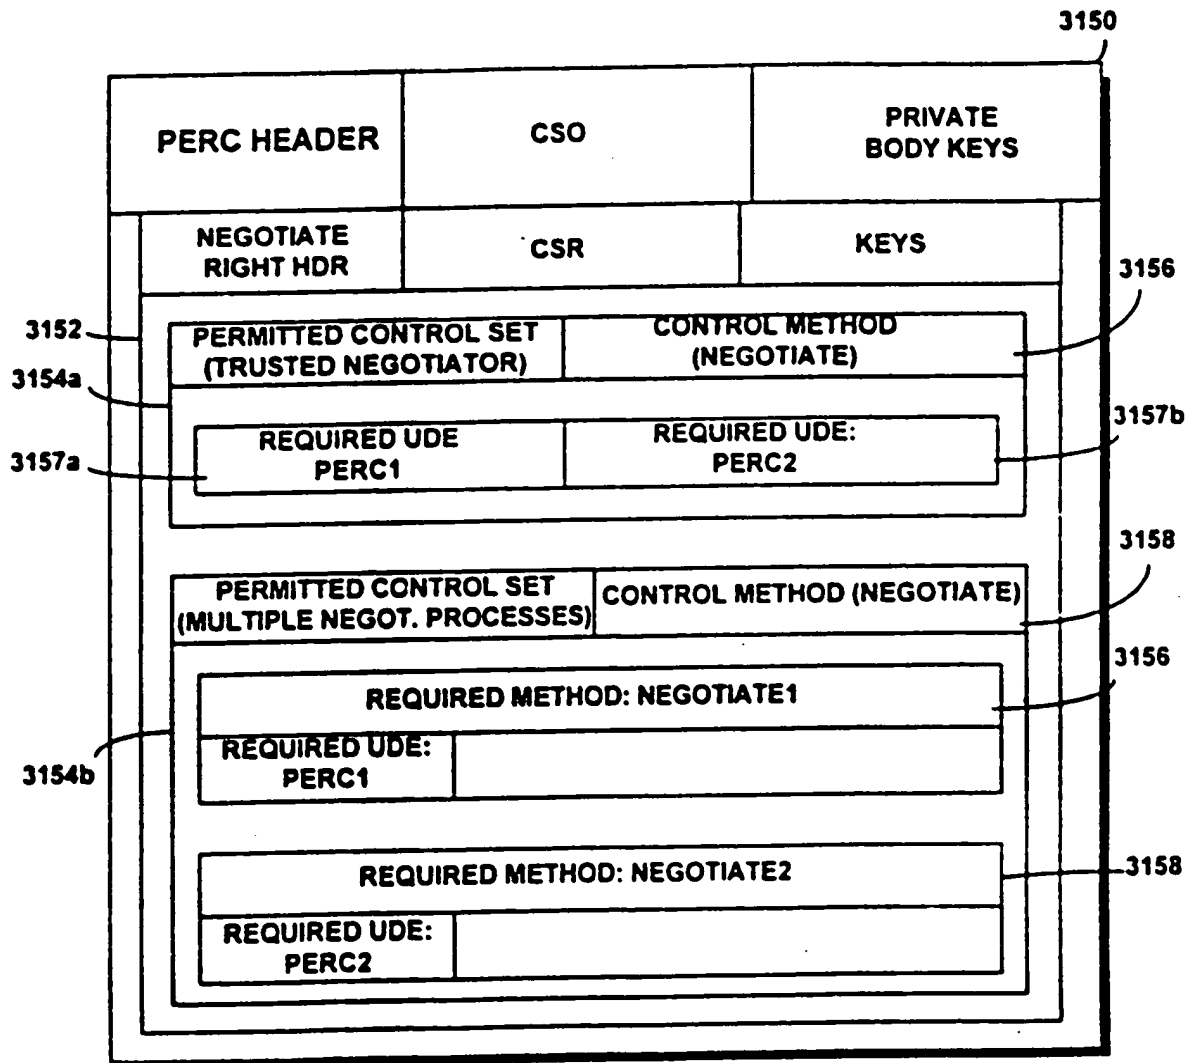 3150
PERC HEADER
CSO
PRIVATE
BODY KEYS
NEGOTIATE
RIGHT HDR
CSR
KEYS
3156
3152
PERMITTED CONTROL SET
(TRUSTED NEGOTIATOR)
CONTROL METHOD
(NEGOTIATE)
3154a
3157a
REQUIRED UDE
PERC1
REQUIRED UDE:
PERC2
3157b
3158
PERMITTED CONTROL SET
(MULTIPLE NEGOT. PROCESSES)
CONTROL METHOD (NEGOTIATE)
3156
REQUIRED METHOD: NEGOTIATE1
3154b
REQUIRED UDE:
PERC1
REQUIRED METHOD: NEGOTIATE2
3158
REQUIRED UDE:
PERC2